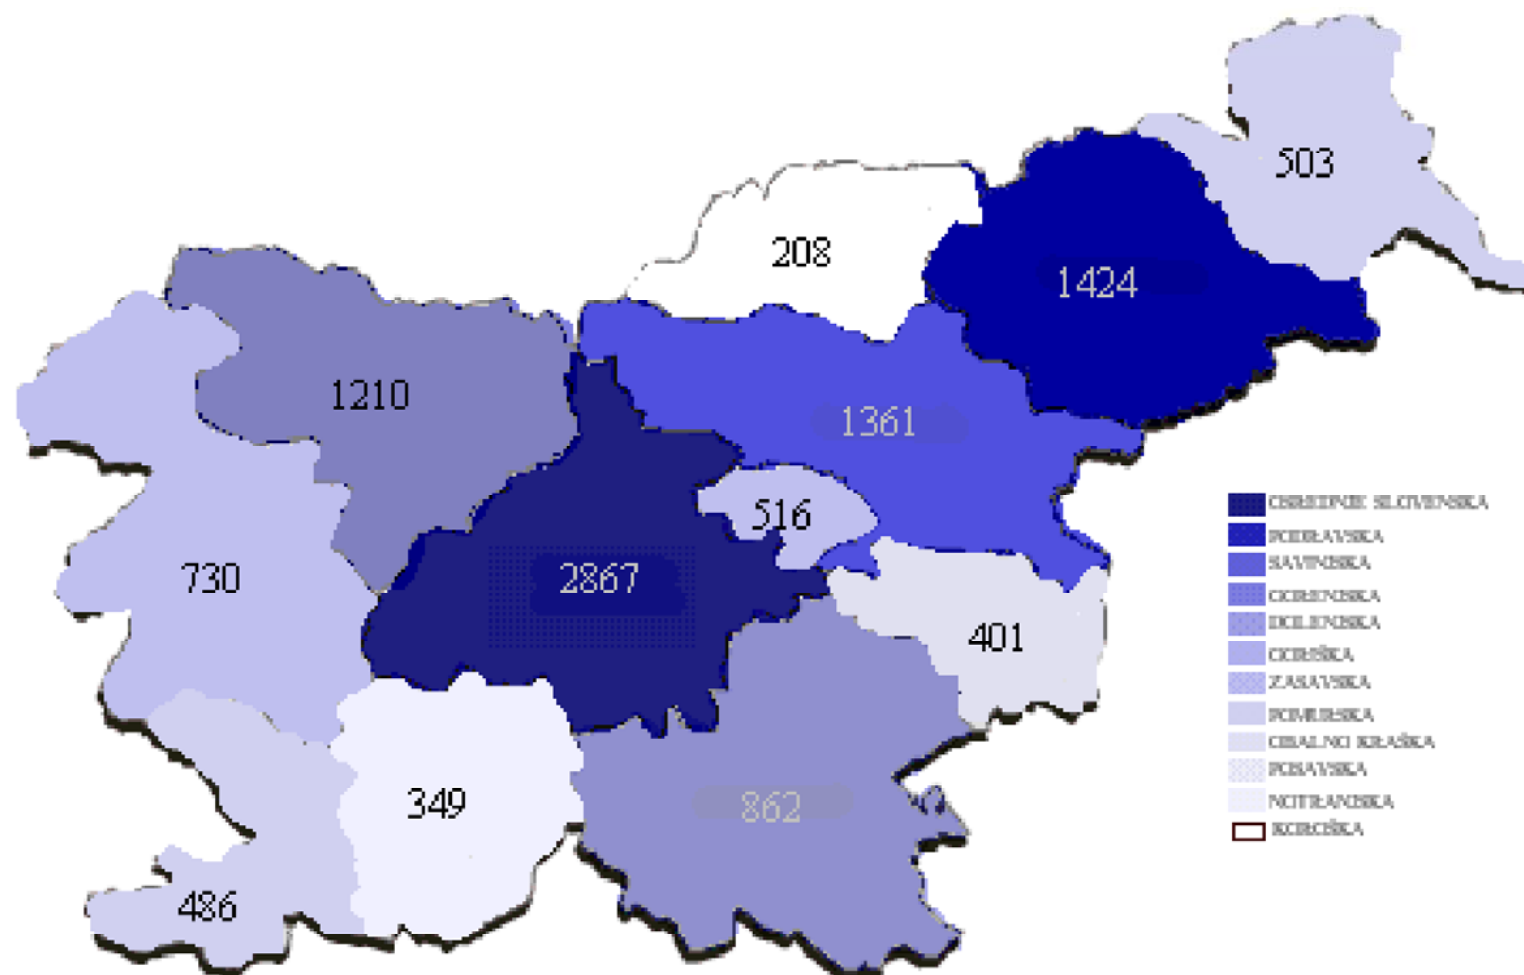 503
208
1424
1210
1361
516
730
2867
401
349
862
486
OSREDNJE SLOVENSKA
PODRAVSKA
SAVINJSKA
GORENJSKA
DOLENJSKA
GORIŠKA
ZASAVSKA
POMURSKA
OBALNO KRAŠKA
POSAVSKA
NOTRANJSKA
KOROŠKA